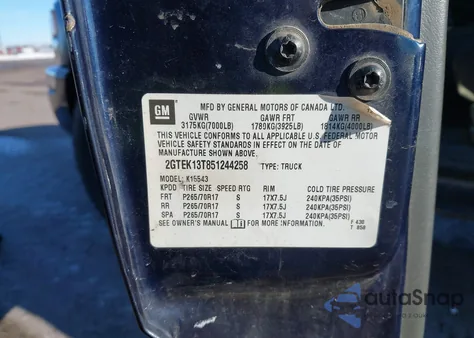 GM
MFD BY GENERAL MOTORS OF CANADA LTD.
GVWR GAWR FRT GAWR RR
3175KG(7000LB) 1789KG(3925LB) 1814KG(4000LB)
THIS VEHICLE CONFORMS TO ALL APPLICABLE U.S. FEDERAL MOTOR
VEHICLE SAFETY STANDARDS IN EFFECT ON THE DATE OF
MANUFACTURE SHOWN ABOVE.
2GTEK13T851244258 TYPE: TRUCK
MODEL: K15543
KPDD TIRE SIZE SPEED RTG RIM COLD TIRE PRESSURE
FRT P265/70R17 S 17X7.5J 240KPA(35PSI)
RR P265/70R17 S 17X7.5J 240KPA(35PSI)
SPA P265/70R17 S 17X7.5J 240KPA(35PSI)
SEE OWNER'S MANUAL FOR MORE INFORMATION.
F 430
T 050
autoSnap